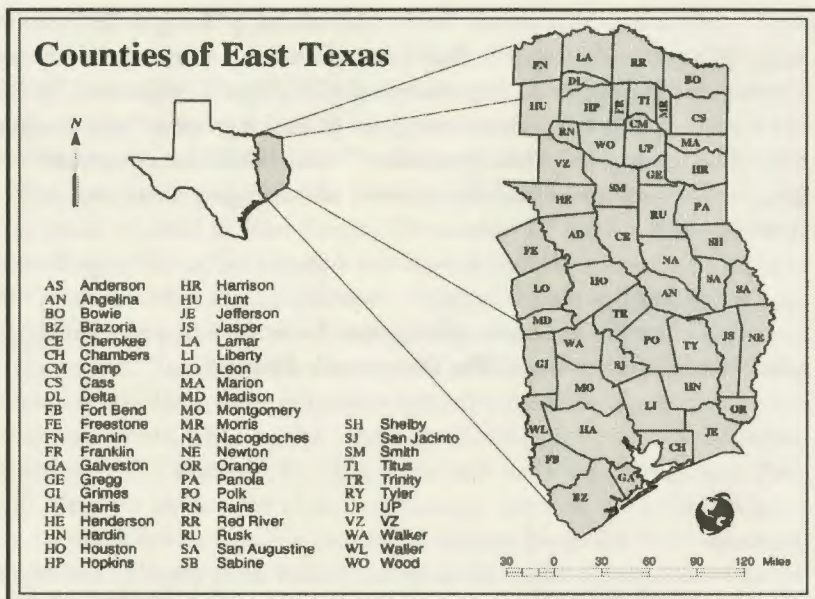 Counties of East Texas
N
AS Anderson
AN Angelina
BO Bowie
BZ Brazoria
CE Cherokee
CH Chambers
CM Camp
CS Cass
DL Delta
FB Fort Bend
FE Freestone
FN Fannin
FR Franklin
GA Galveston
GE Gregg
GI Grimes
HA Harris
HE Henderson
HN Hardin
HO Houston
HP Hopkins
HR Harrison
HU Hunt
JE Jefferson
JS Jasper
LA Lamar
LI Liberty
LO Leon
MA Marion
MD Madison
MO Montgomery
MR Morris
NA Nacogdoches
NE Newton
OR Orange
PA Panola
PO Polk
RN Rains
RR Red River
RU Rusk
SA San Augustine
SB Sabine
SH Shelby
SJ San Jacinto
SM Smith
TI Titus
TR Trinity
RY Tyler
UP UP
VZ VZ
WA Walker
WL Waller
WO Wood
FN LA RR BO
DL
HU HP FR TI MR CS
RN CM
WO UP MA
VZ GE HR
HE SM RU PA
AD CE SH
FE NA
LO HO AN SA SA
MD TR
GI WA PO TY JS NE
SJ
MO HN
LI OR
WL HA JE
FB CH
GA
BZ
30 0 30 60 90 120 Miles